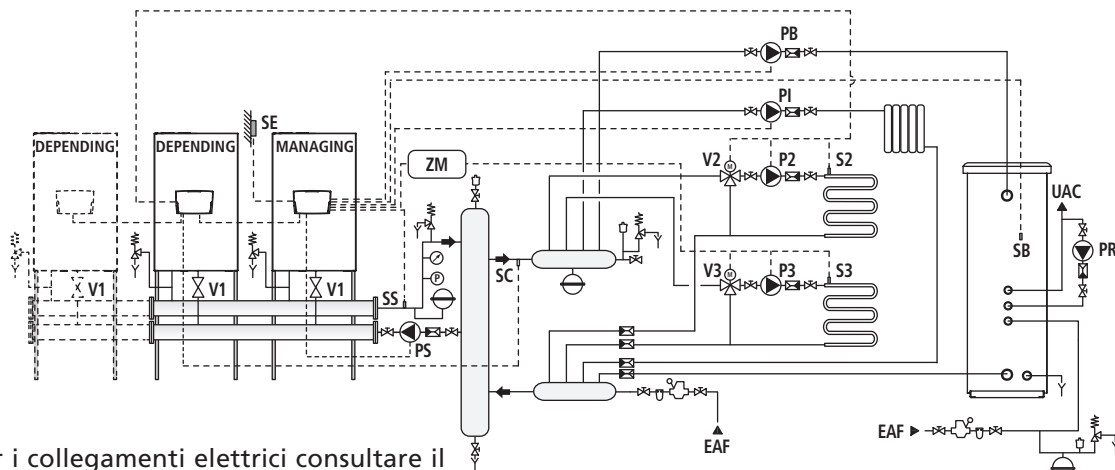 PB
PI
SE
DEPENDING
DEPENDING
MANAGING
ZM
V2
M
P2
S2
UAC
PR
SB
SC
V3
M
P3
S3
V1
V1
V1
SS
P
PS
EAF
EAF
r i collegamenti elettrici consultare il